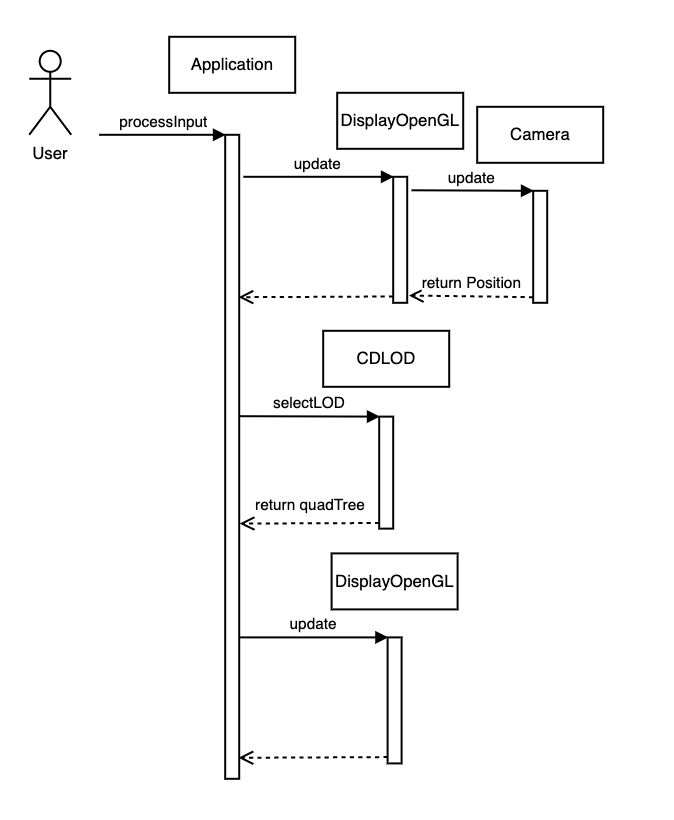 Application
DisplayOpenGL
Camera
processInput
User
update
update
return Position
CDLOD
selectLOD
return quadTree
DisplayOpenGL
update